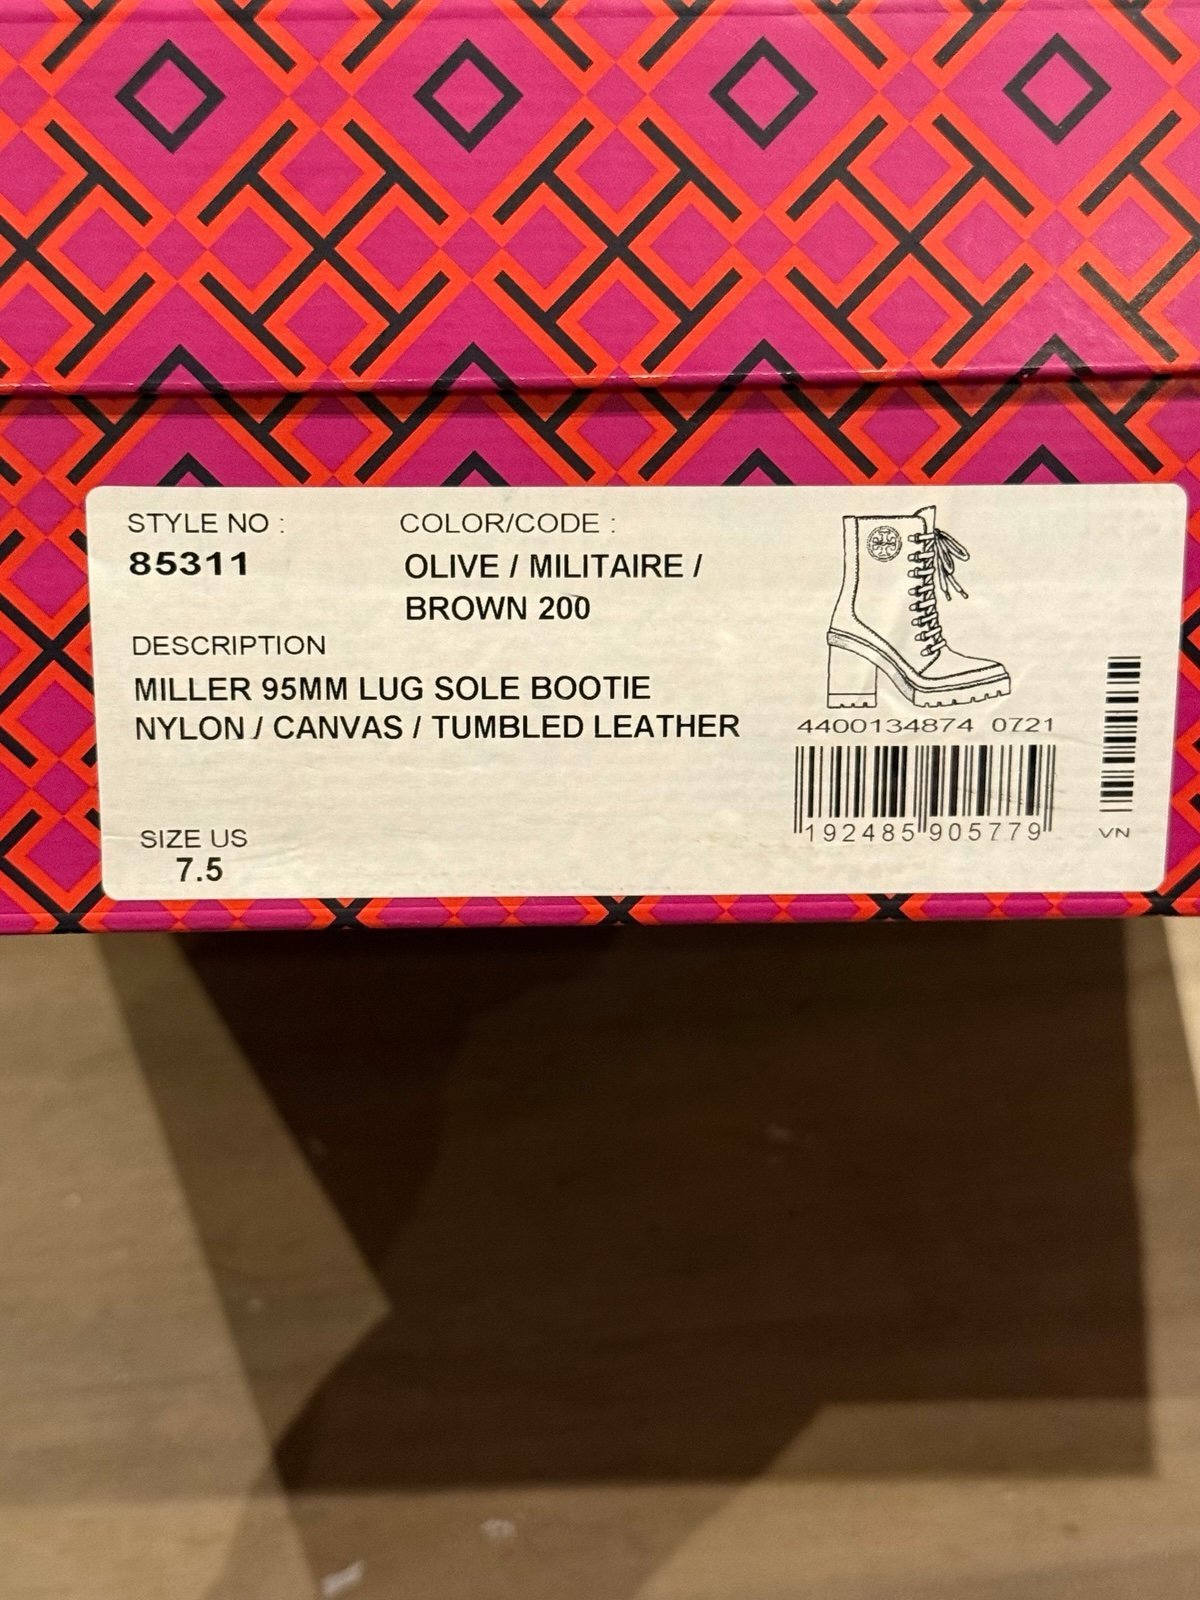 STYLE NO :
85311
COLOR/CODE :
OLIVE / MILITAIRE /
BROWN 200
DESCRIPTION
MILLER 95MM LUG SOLE BOOTIE
NYLON / CANVAS / TUMBLED LEATHER
SIZE US
7.5
4400134874 0721
192485 905779
VN